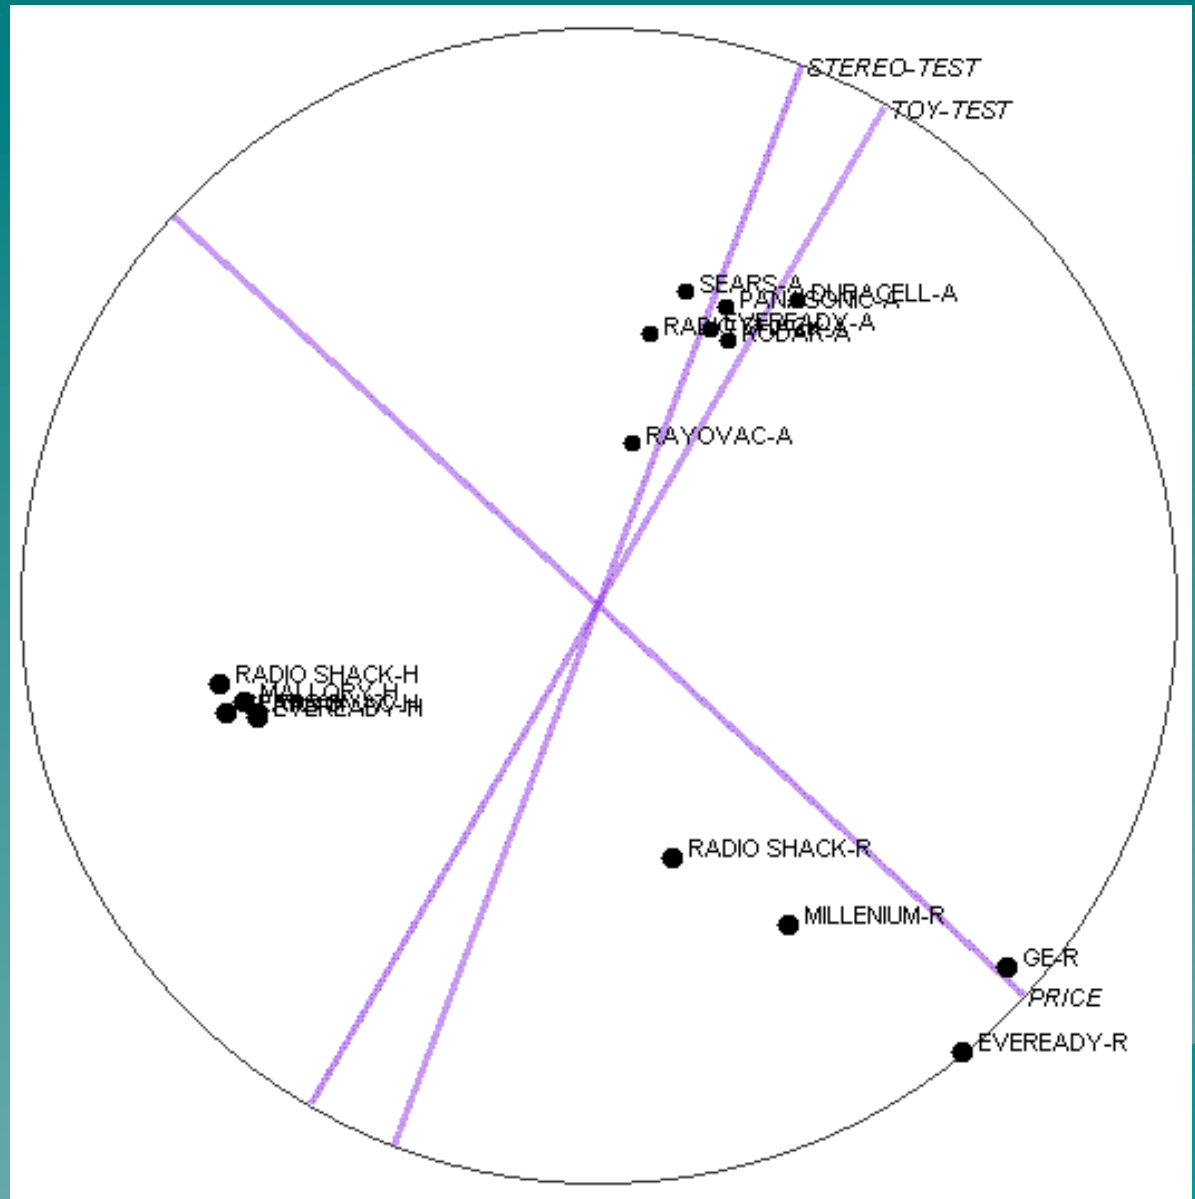 STEREO-TEST
TOY-TEST
SEARS-A
DURACELL-A
PANASONIC-A
EVEREADY-A
KODAK-A
RAYOVAC-A
RADIO SHACK-H
MALLORY-H
EVEREADY-H
RADIO SHACK-R
MILLENIUM-R
GE-R
PRICE
EVEREADY-R